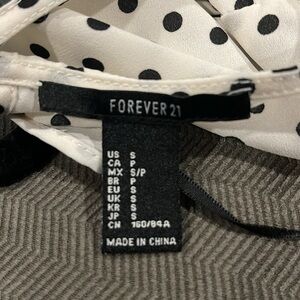 FOREVER 21
US S
CA P
MX S/P
BR P
EU S
UK S
KR S
JP S
CN 160/84A
MADE IN CHINA